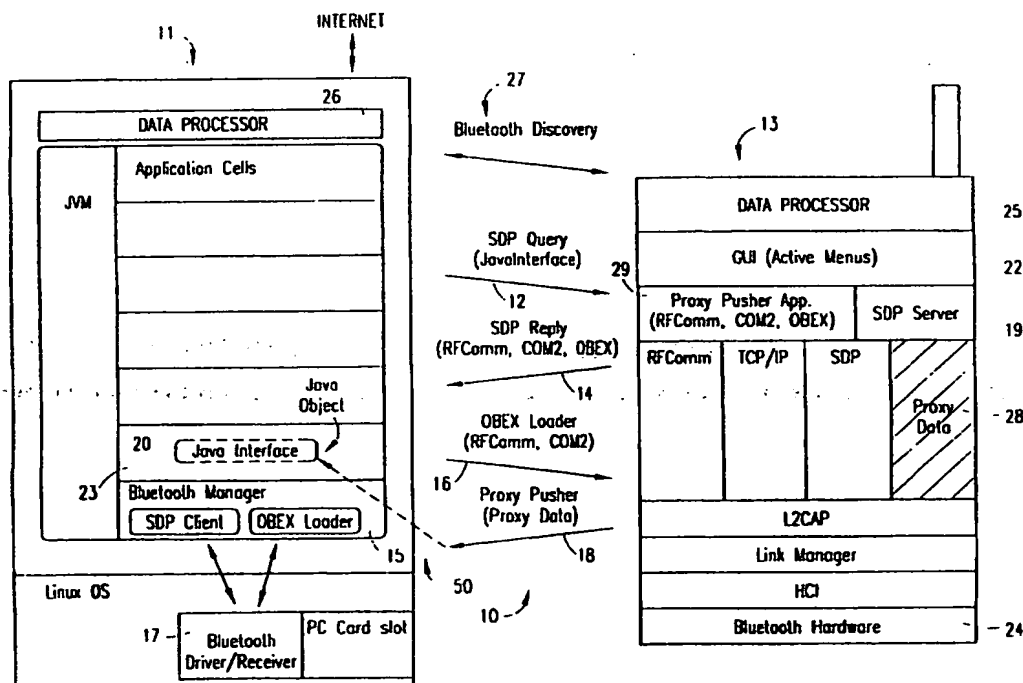 INTERNET
11
26
DATA PROCESSOR
JVM
Application Cells
Java
Object
20
Java Interface
23
Bluetooth Manager
SDP Client
OBEX Loader
15
Linux OS
17
Bluetooth
Driver/Receiver
PC Card slot
27
Bluetooth Discovery
SDP Query
(JavaInterface)
12
SDP Reply
(RFComm, COM2, OBEX)
14
OBEX Loader
(RFComm, COM2)
16
Proxy Pusher
(Proxy Data)
18
50
10
13
DATA PROCESSOR
25
GUI (Active Menus)
22
29
Proxy Pusher App.
(RFComm, COM2, OBEX)
SDP Server
19
RFComm
TCP/IP
SDP
Proxy
Data
28
L2CAP
Link Manager
HCI
Bluetooth Hardware
24